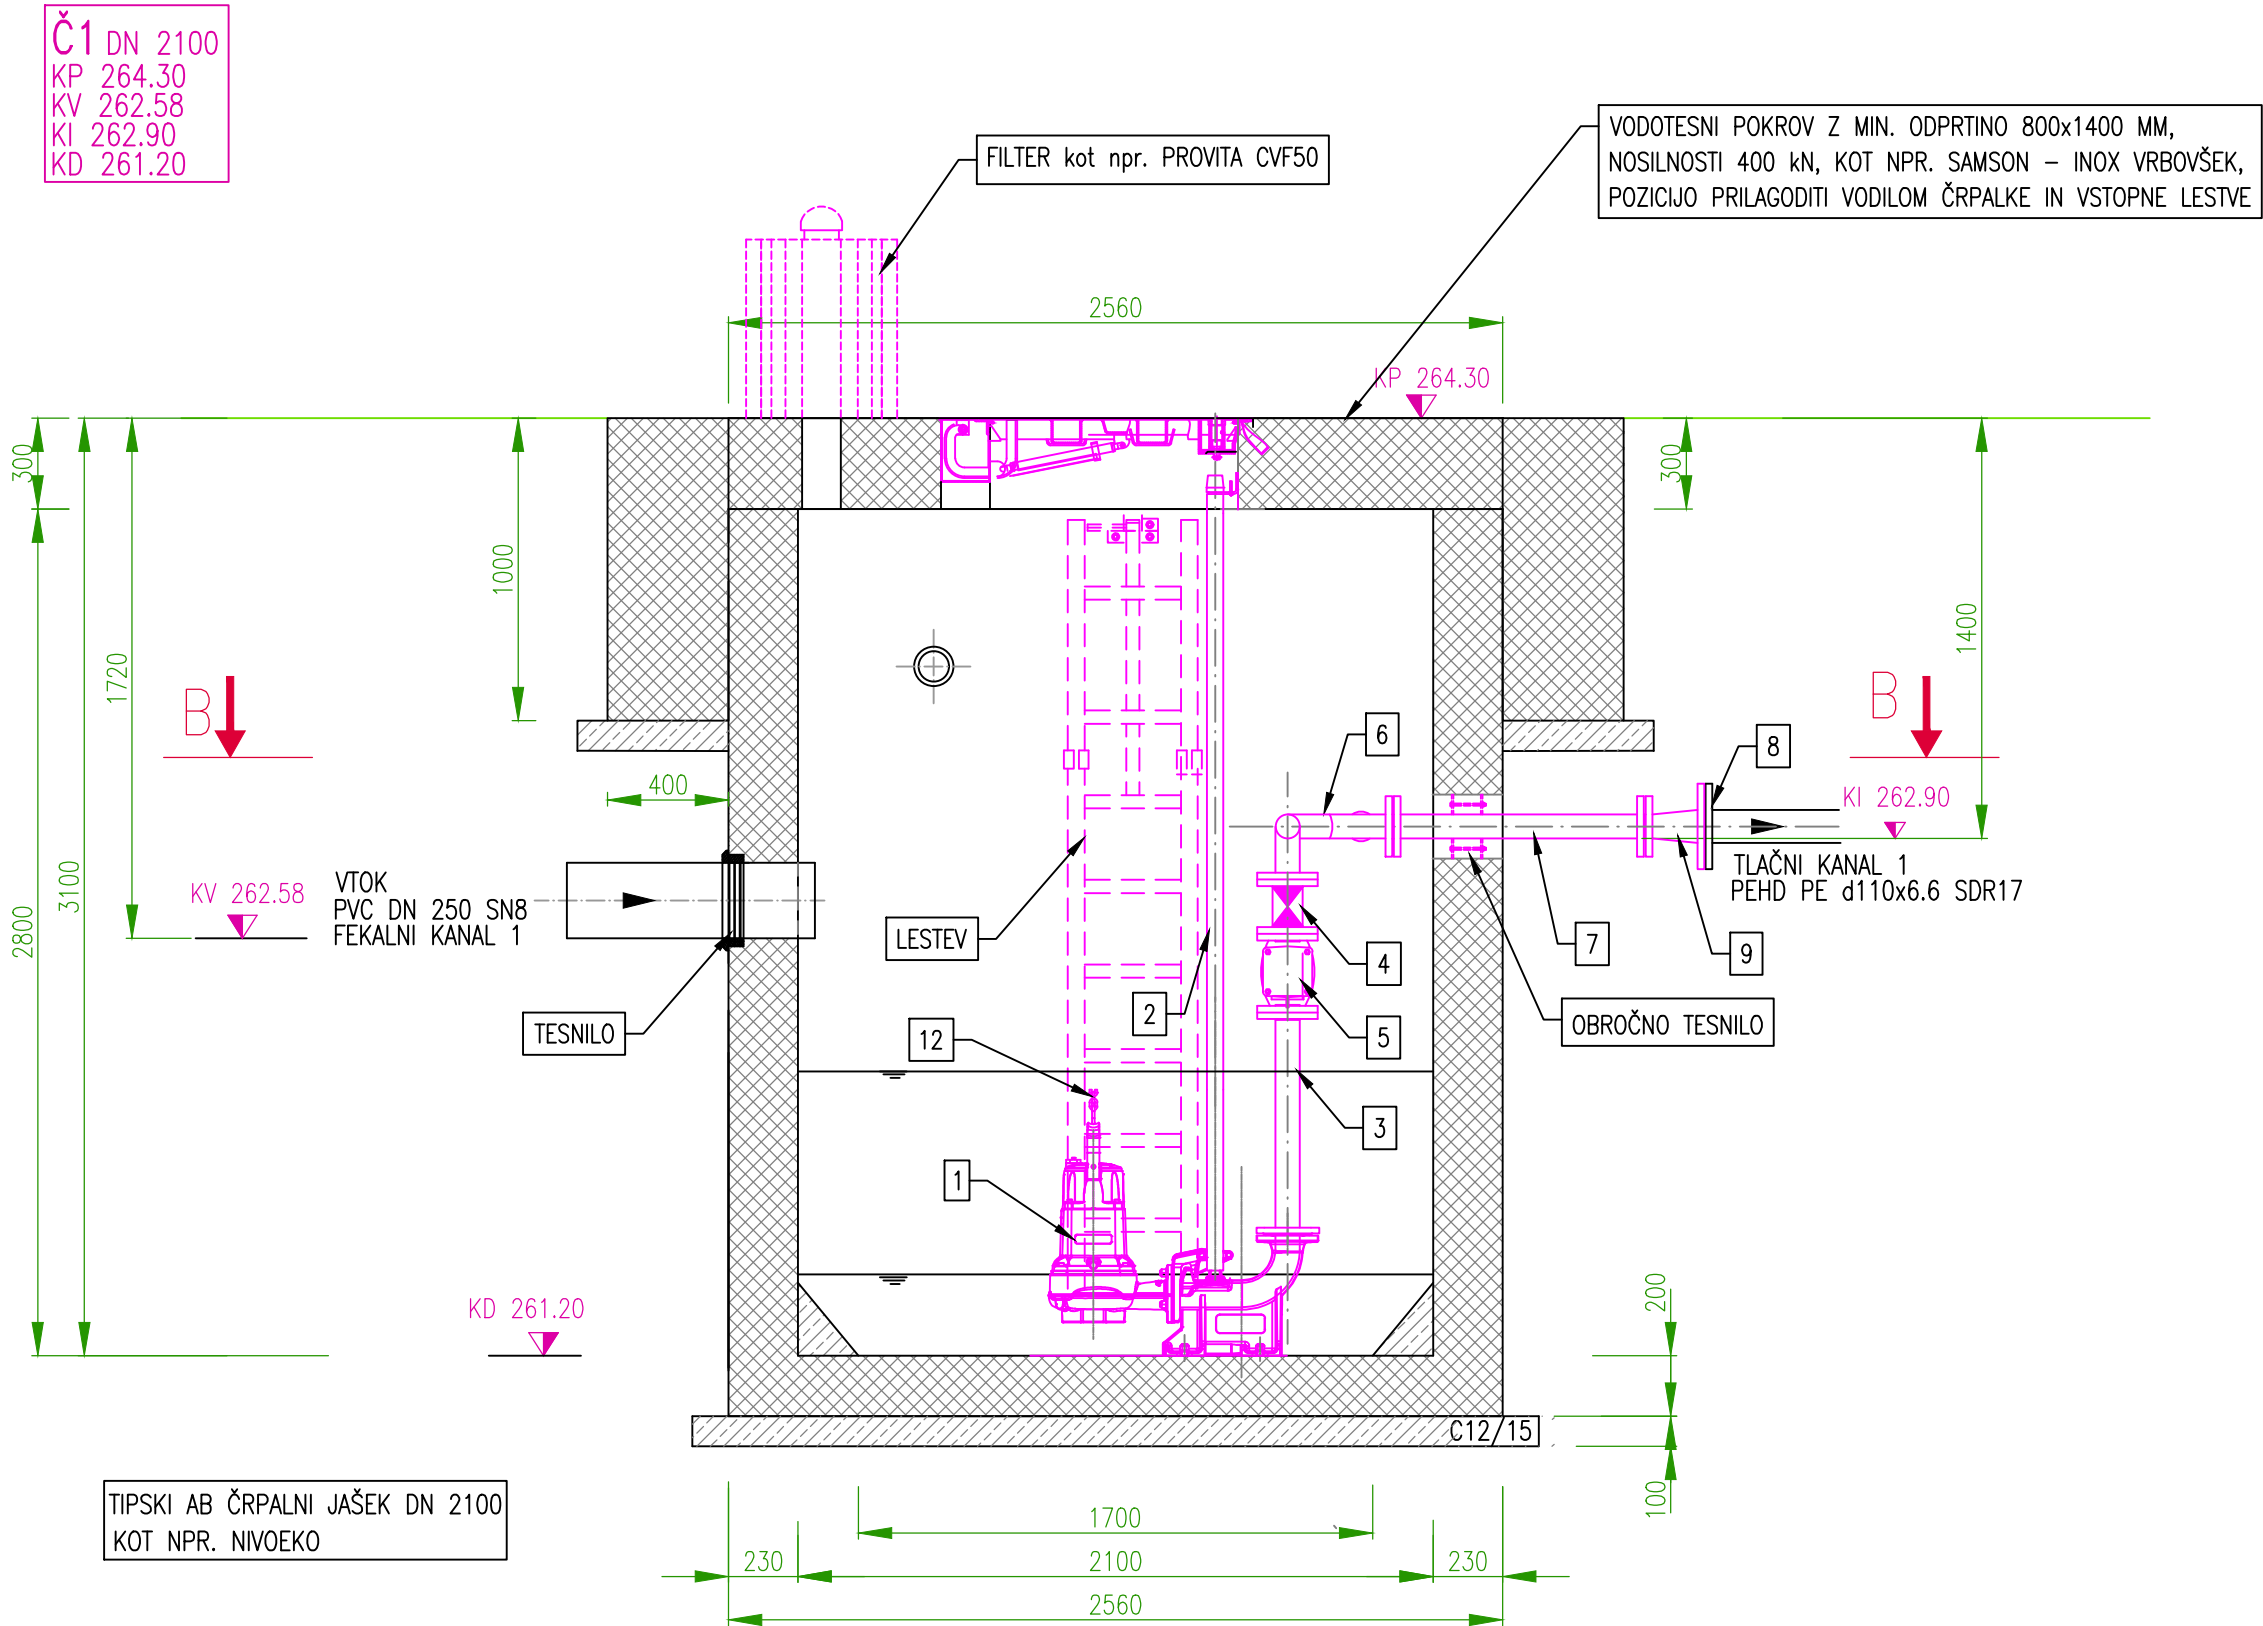 Č1 DN 2100
KP 264.30
KV 262.58
KI 262.90
KD 261.20
FILTER kot npr. PROVITA CVF50
VODOTESNI POKROV Z MIN. ODPRTINO 800x1400 MM,
NOSILNOSTI 400 kN, KOT NPR. SAMSON – INOX VRBOVŠEK,
POZICIJO PRILAGODITI VODILOM ČRPALKE IN VSTOPNE LESTVE
2560
KP 264.30
300
300
1000
1400
1720
B
B
6
8
400
KI 262.90
3100
2800
KV 262.58
VTOK
PVC DN 250 SN8
FEKALNI KANAL 1
TLAČNI KANAL 1
PEHD PE d110x6.6 SDR17
LESTEV
4
7
9
2
TESNILO
12
5
OBROČNO TESNILO
3
1
KD 261.20
200
C12/15
100
TIPSKI AB ČRPALNI JAŠEK DN 2100
KOT NPR. NIVOEKO
1700
230
2100
230
2560